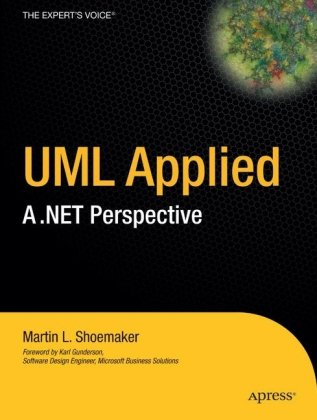 THE EXPERT'S VOICE®
UML Applied
A .NET Perspective
Martin L. Shoemaker
Foreword by Karl Gunderson,
Software Design Engineer, Microsoft Business Solutions
Apress®